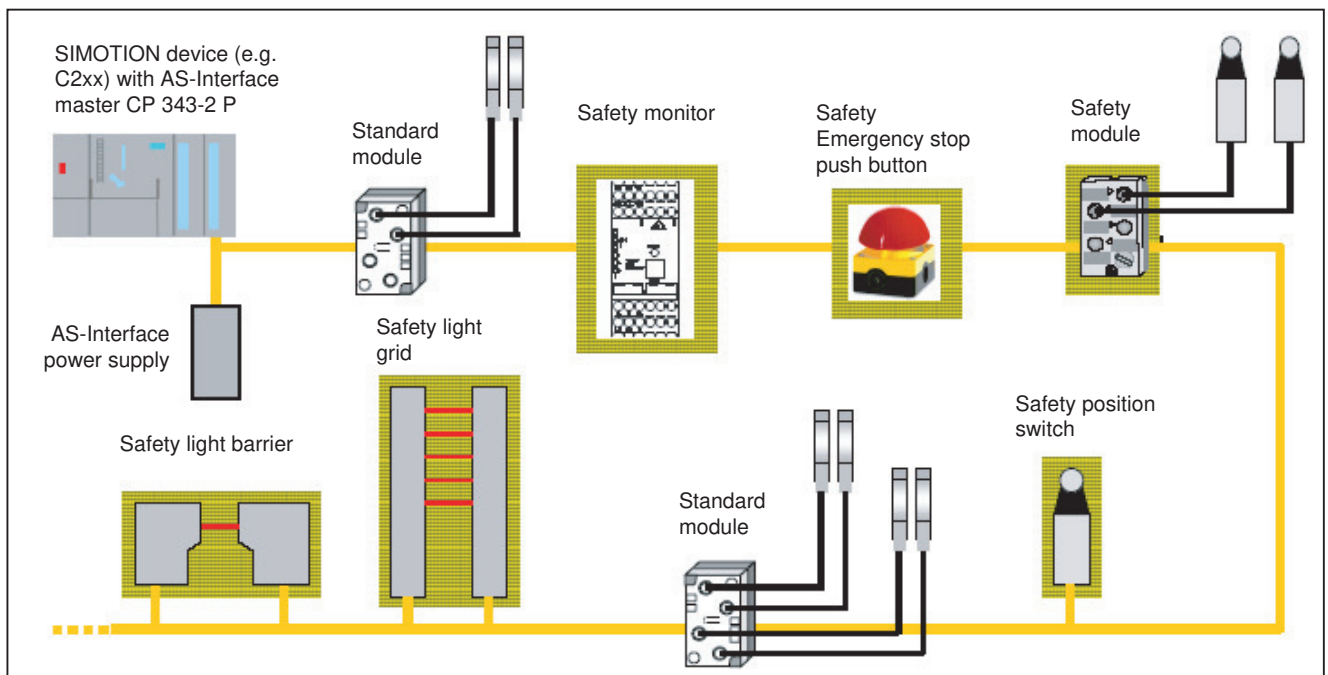 SIMOTION device (e.g.
C2xx) with AS-Interface
master CP 343-2 P
Standard
module
Safety monitor
Safety
Emergency stop
push button
Safety
module
AS-Interface
power supply
Safety light
grid
Safety light barrier
Standard
module
Safety position
switch